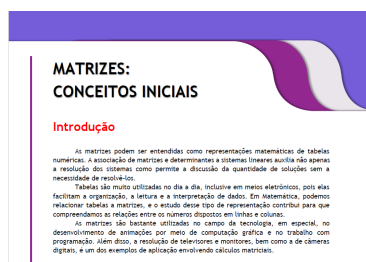 MATRIZES:
CONCEITOS INICIAIS
Introdução
As matrizes podem ser entendidas como representações matemáticas de tabelas
numéricas. A associação de matrizes e determinantes a sistemas lineares auxilia não apenas
a resolução dos sistemas como permite a discussão da quantidade de soluções sem a
necessidade de resolvê-los.
Tabelas são muito utilizadas no dia a dia, inclusive em meios eletrônicos, pois elas
facilitam a organização, a leitura e a interpretação de dados. Em Matemática, podemos
relacionar tabelas a matrizes, e o estudo desse tipo de representação contribui para que
compreendamos as relações entre os números dispostos em linhas e colunas.
As matrizes são bastante utilizadas no campo da tecnologia, em especial, no
desenvolvimento de animações por meio de computação gráfica e no trabalho com
programação. Além disso, a resolução de televisores e monitores, bem como a de câmeras
digitais, é um dos exemplos de aplicação envolvendo cálculos matriciais.